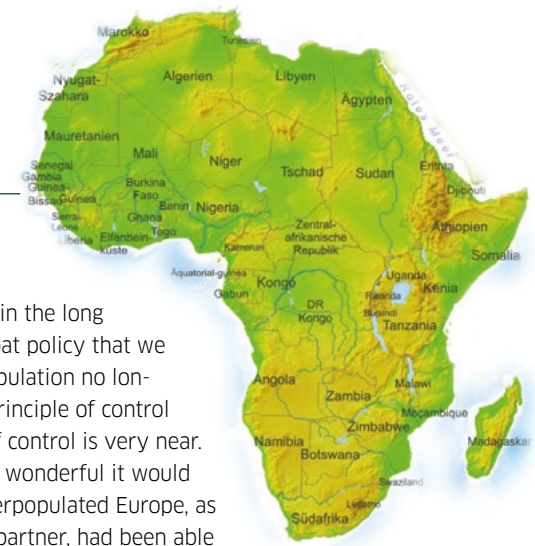 Marokko
Tunesien
Algerien
Libyen
Ägypten
Nyugat-
Szahara
Rotes Meer
Mauretanien
Mali
Niger
Tschad
Sudan
Eritrea
Djibouti
Senegal
Gambia
Guinea-
Bissau
Guinea
Burkina
Faso
Benin
Nigeria
Ghana
Togo
Sierra-
Leone
Liberia
Elfenbein-
küste
Zentral-
afrikanische
Republik
Äthiopien
Somalia
Kamerun
Äquatorial-guinea
Gabun
Kongó
DR
Kongo
Uganda
Kenia
Rwanda
Burundi
Tanzania
Angola
Zambia
Malawi
Moçambique
Zimbabwe
Madagaskar
Namibia
Botswana
Swaziland
Lesotho
Südafrika
in the long
bat policy that we
pulation no lon-
rinciple of control
f control is very near.
wonderful it would
erpopulated Europe, as
partner, had been able